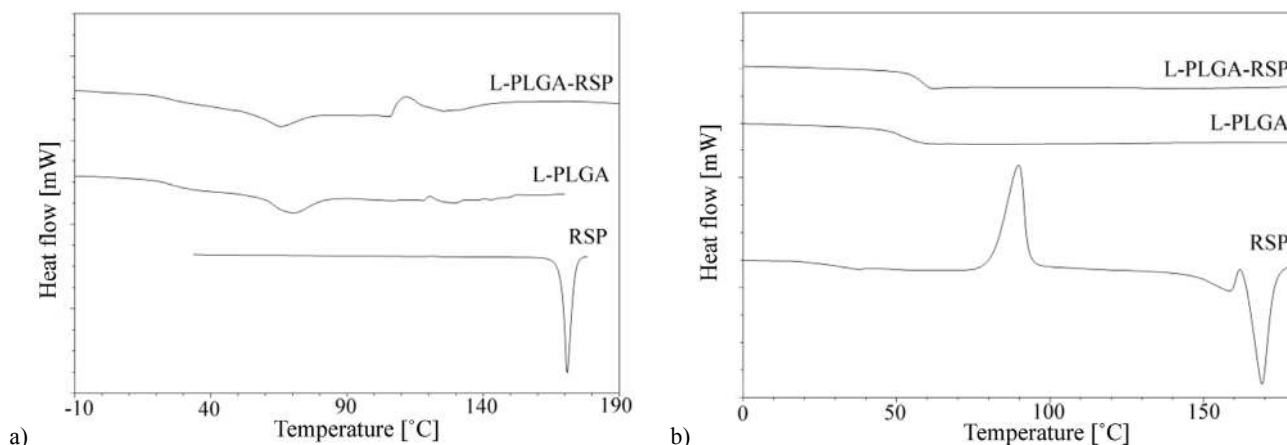 L-PLGA-RSP
L-PLGA
RSP
Heat flow [mW]
-10 40 90 140 190
Temperature [˚C]
a)
L-PLGA-RSP
L-PLGA
RSP
Heat flow [mW]
0 50 100 150
Temperature [˚C]
b)